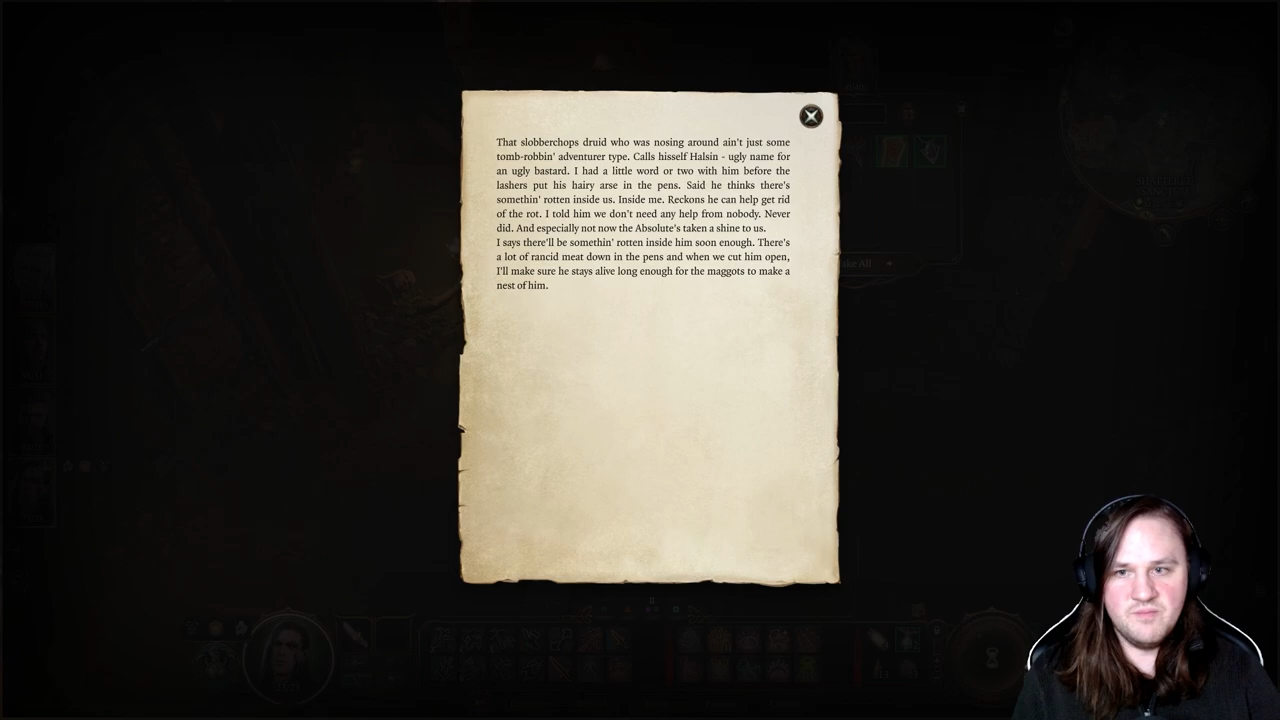 That slobberchops druid who was nosing around ain't just some
tomb-robbin' adventurer type. Calls hisself Halsin - ugly name for
an ugly bastard. I had a little word or two with him before the
lashers put his hairy arse in the pens. Said he thinks there's
somethin' rotten inside us. Inside me. Reckons he can help get rid
of the rot. I told him we don't need any help from nobody. Never
did. And especially not now the Absolute's taken a shine to us.
I says there'll be somethin' rotten inside him soon enough. There's
a lot of rancid meat down in the pens and when we cut him open,
I'll make sure he stays alive long enough for the maggots to make a
nest of him.
SHATTERED
SANCTUM
ake All